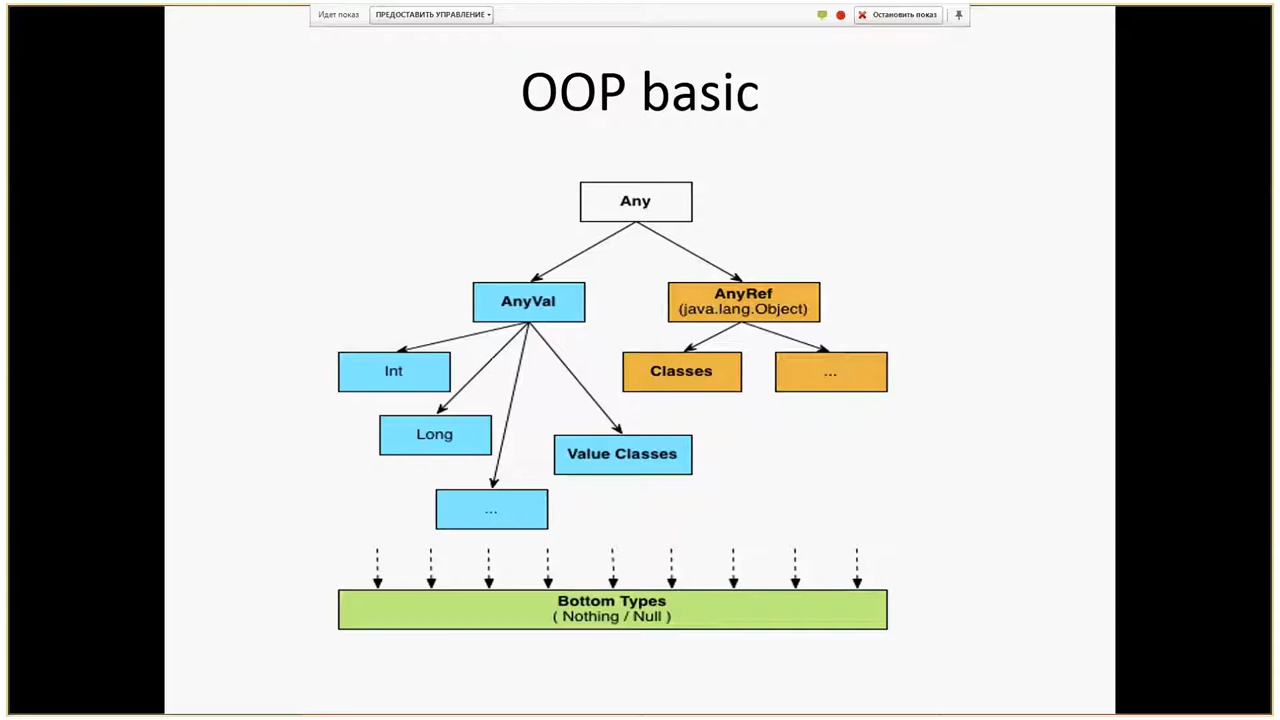 Идет показ
ПРЕДОСТАВИТЬ УПРАВЛЕНИЕ
Остановить показ
OOP basic
Any
AnyVal
AnyRef
(java.lang.Object)
Int
Classes
...
Long
Value Classes
...
Bottom Types
( Nothing / Null )